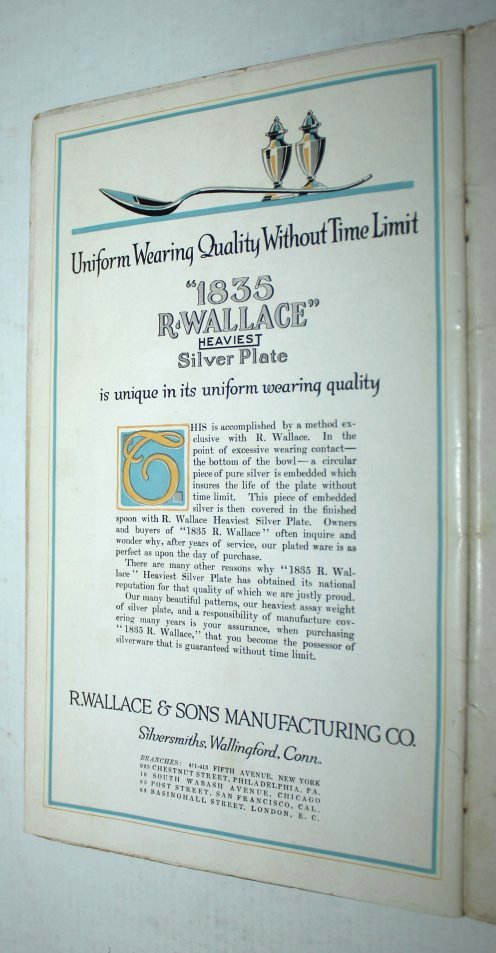 Uniform Wearing Quality Without Time Limit
"1835
R. WALLACE"
HEAVIEST
Silver Plate
is unique in its uniform wearing quality
THIS is accomplished by a method ex-
clusive with R. Wallace. In the
point of excessive wearing contact—
the bottom of the bowl—a circular
piece of pure silver is embedded which
insures the life of the plate without
time limit. This piece of embedded
silver is then covered in the finished
spoon with R. Wallace Heaviest Silver Plate. Owners
and buyers of "1835 R. Wallace" often inquire and
wonder why, after years of service, our plated ware is as
perfect as upon the day of purchase.
There are many other reasons why "1835 R. Wal-
lace" Heaviest Silver Plate has obtained its national
reputation for that quality of which we are justly proud.
Our many beautiful patterns, our heaviest assay weight
of silver plate, and a responsibility of manufacture cov-
ering many years is your assurance, when purchasing
"1835 R. Wallace," that you become the possessor of
silverware that is guaranteed without time limit.
R. WALLACE & SONS MANUFACTURING CO.
Silversmiths, Wallingford, Conn.
BRANCHES: 411-413 FIFTH AVENUE, NEW YORK
CHESTNUT STREET, PHILADELPHIA, PA.
10 SOUTH WABASH AVENUE, CHICAGO
POST STREET, SAN FRANCISCO, CAL.
BASINGHALL STREET, LONDON, E. C.